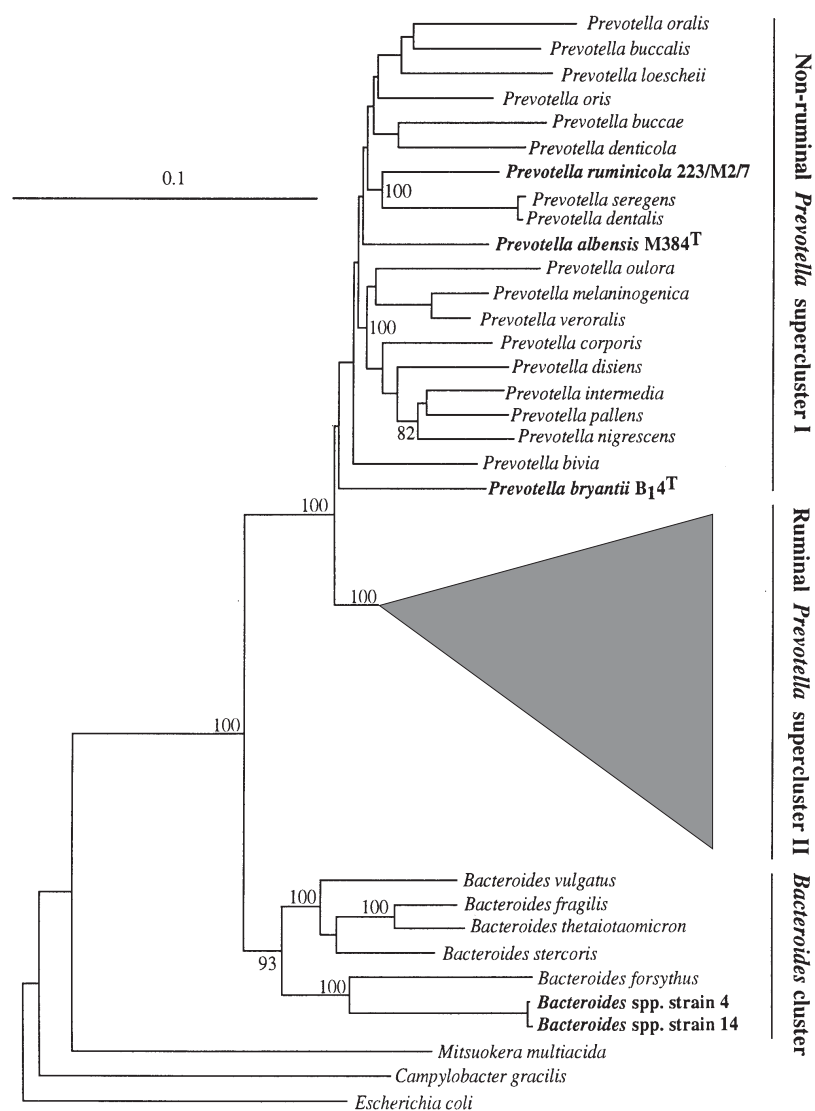 Prevotella oralis
Prevotella buccalis
Prevotella loescheii
Prevotella oris
Prevotella buccae
Prevotella denticola
0.1
Prevotella ruminicola 223/M2/7
100
Prevotella seregens
Prevotella dentalis
Prevotella albensis M384T
Prevotella oulora
Prevotella melaninogenica
Prevotella veroralis
100
Prevotella corporis
Prevotella disiens
Prevotella intermedia
Prevotella pallens
82
Prevotella nigrescens
Prevotella bivia
Prevotella bryantii B14T
100
100
100
Bacteroides vulgatus
100
Bacteroides fragilis
100
Bacteroides thetaiotaomicron
Bacteroides stercoris
93
Bacteroides forsythus
100
Bacteroides spp. strain 4
Bacteroides spp. strain 14
Mitsuokera multiacida
Campylobacter gracilis
Escherichia coli
Non-ruminal Prevotella supercluster I
Ruminal Prevotella supercluster II
Bacteroides cluster